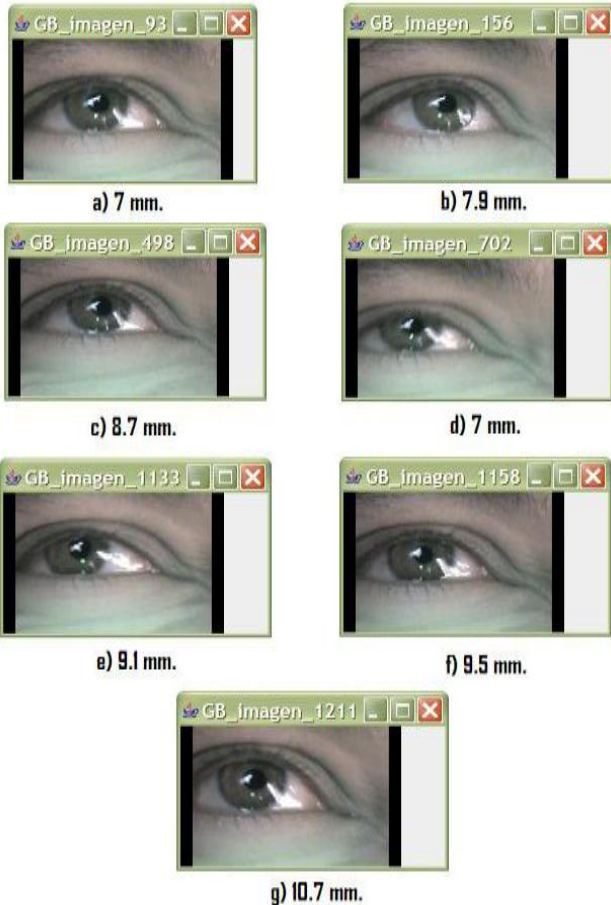 GB_imagen_93
GB_imagen_156
a) 7 mm.
b) 7.9 mm.
GB_imagen_498
GB_imagen_702
c) 8.7 mm.
d) 7 mm.
GB_imagen_1133
GB_imagen_1158
e) 9.1 mm.
f) 9.5 mm.
GB_imagen_1211
g) 10.7 mm.